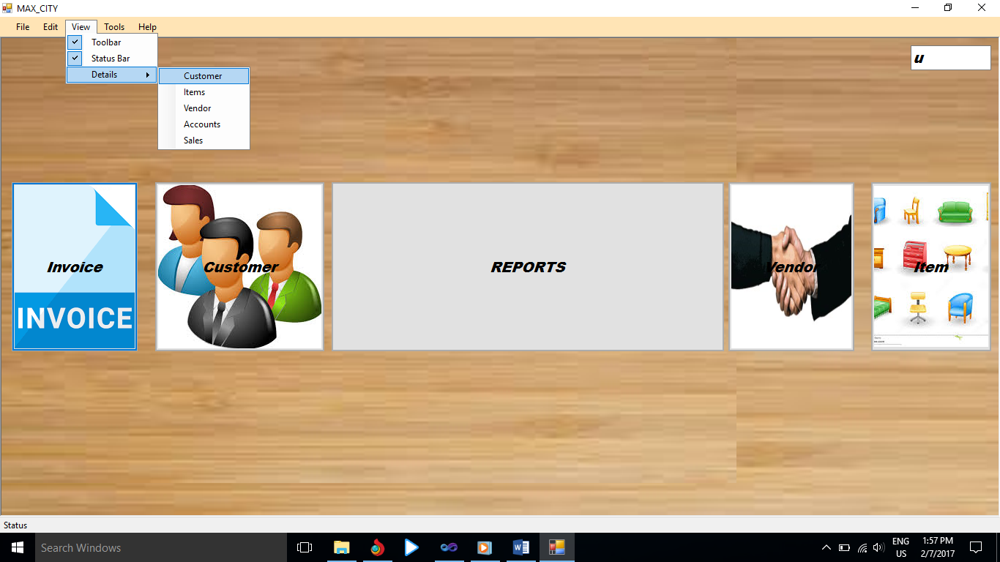 MAX_CITY
File Edit View Tools Help
Toolbar
Status Bar
Details
Customer
Items
Vendor
Accounts
Sales
u
Invoice
INVOICE
Customer
REPORTS
Vendor
Item
Status
Search Windows
ENG
US
1:57 PM
2/7/2017